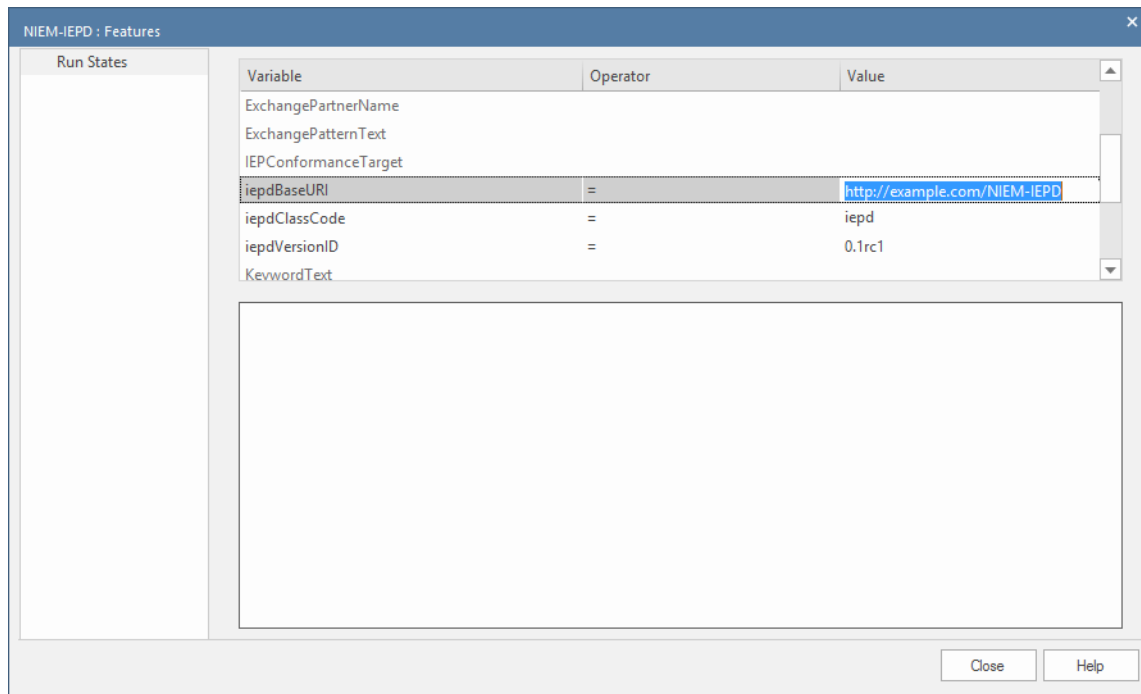 NIEM-IEPD : Features
Run States
Variable Operator Value
ExchangePartnerName
ExchangePatternText
IEPConformanceTarget
iepdBaseURI = http://example.com/NIEM-IEPD
iepdClassCode = iepd
iepdVersionID = 0.1rc1
KeywordText
Close Help